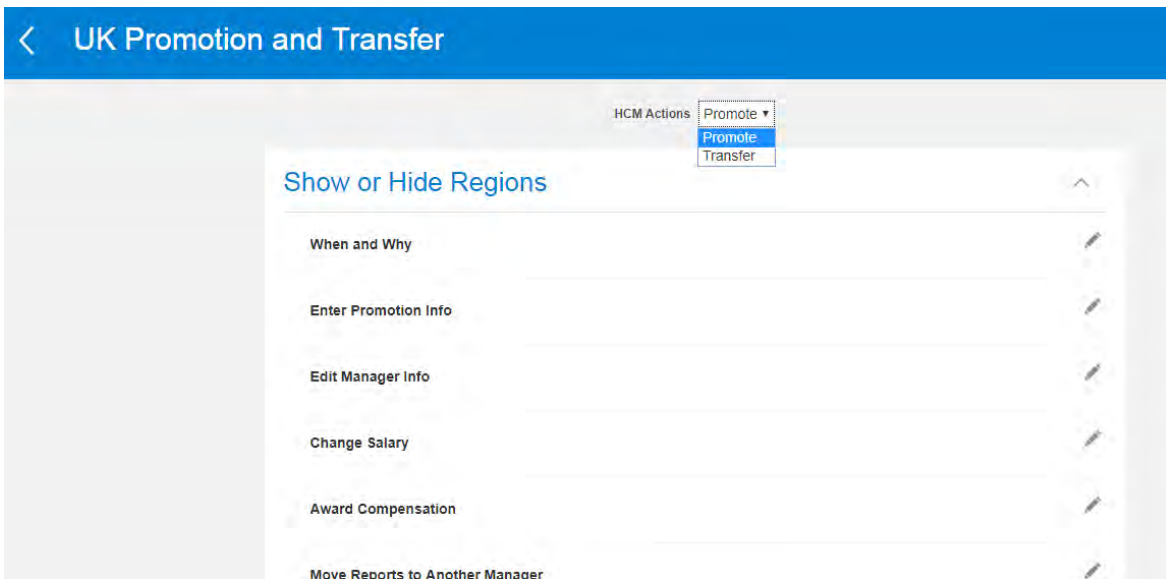 UK Promotion and Transfer
HCM Actions Promote
Promote
Transfer
Show or Hide Regions
When and Why
Enter Promotion Info
Edit Manager Info
Change Salary
Award Compensation
Move Reports to Another Manager